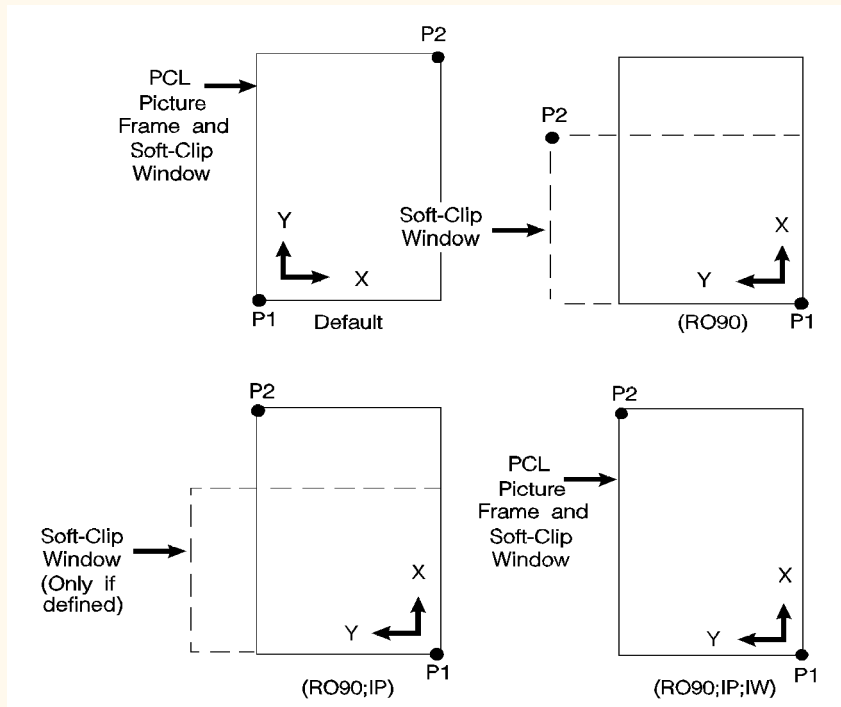 P2
PCL
Picture
Frame and
Soft-Clip
Window
Y
X
P1
Default
P2
Soft-Clip
Window
X
Y
(RO90)
P1
P2
Soft-Clip
Window
(Only if
defined)
X
Y
(RO90;IP)
P1
P2
PCL
Picture
Frame and
Soft-Clip
Window
X
Y
(RO90;IP;IW)
P1